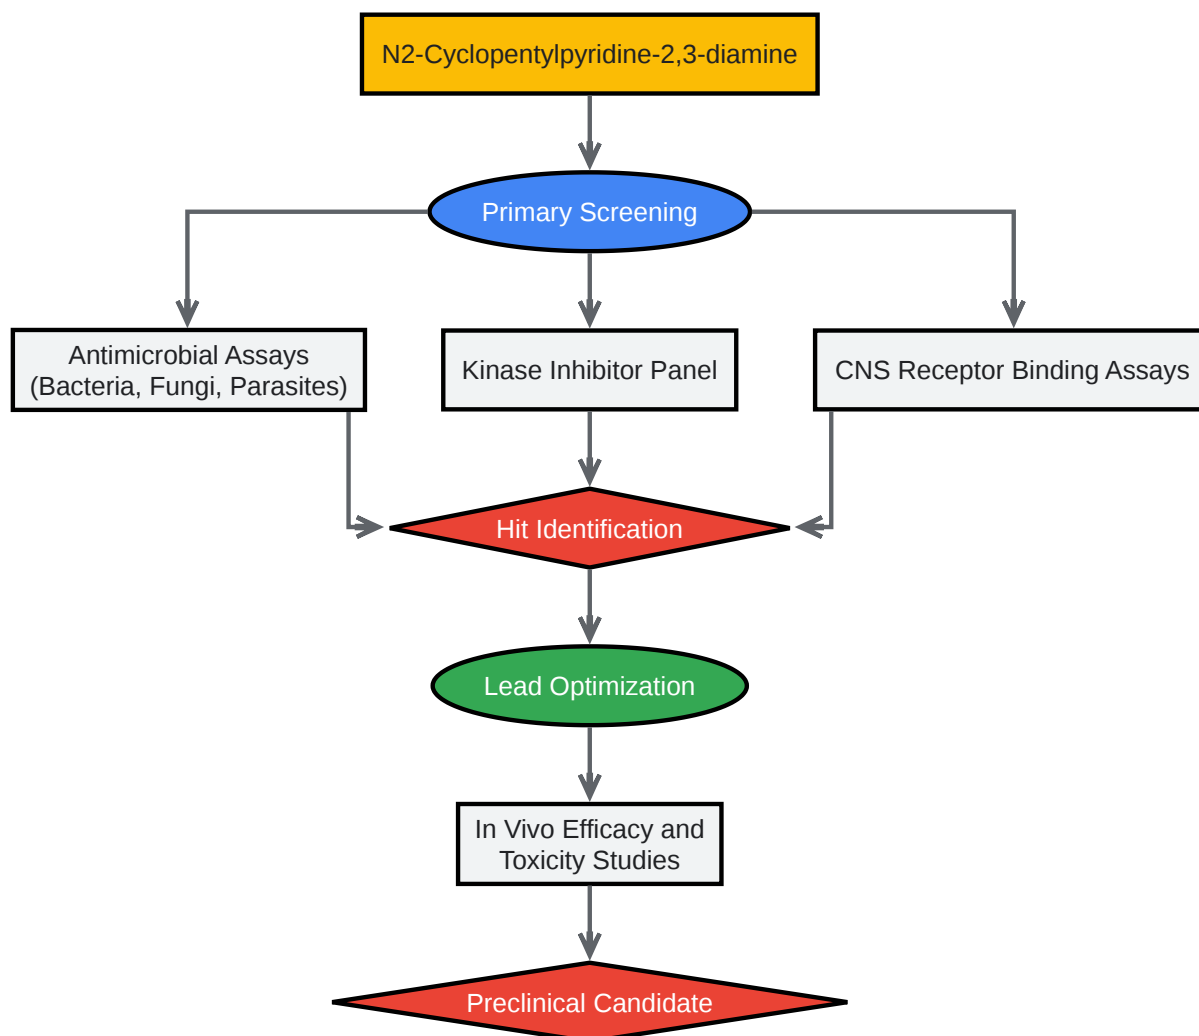 N2-Cyclopentylpyridine-2,3-diamine
Primary Screening
Antimicrobial Assays
(Bacteria, Fungi, Parasites)
Kinase Inhibitor Panel
CNS Receptor Binding Assays
Hit Identification
Lead Optimization
In Vivo Efficacy and
Toxicity Studies
Preclinical Candidate